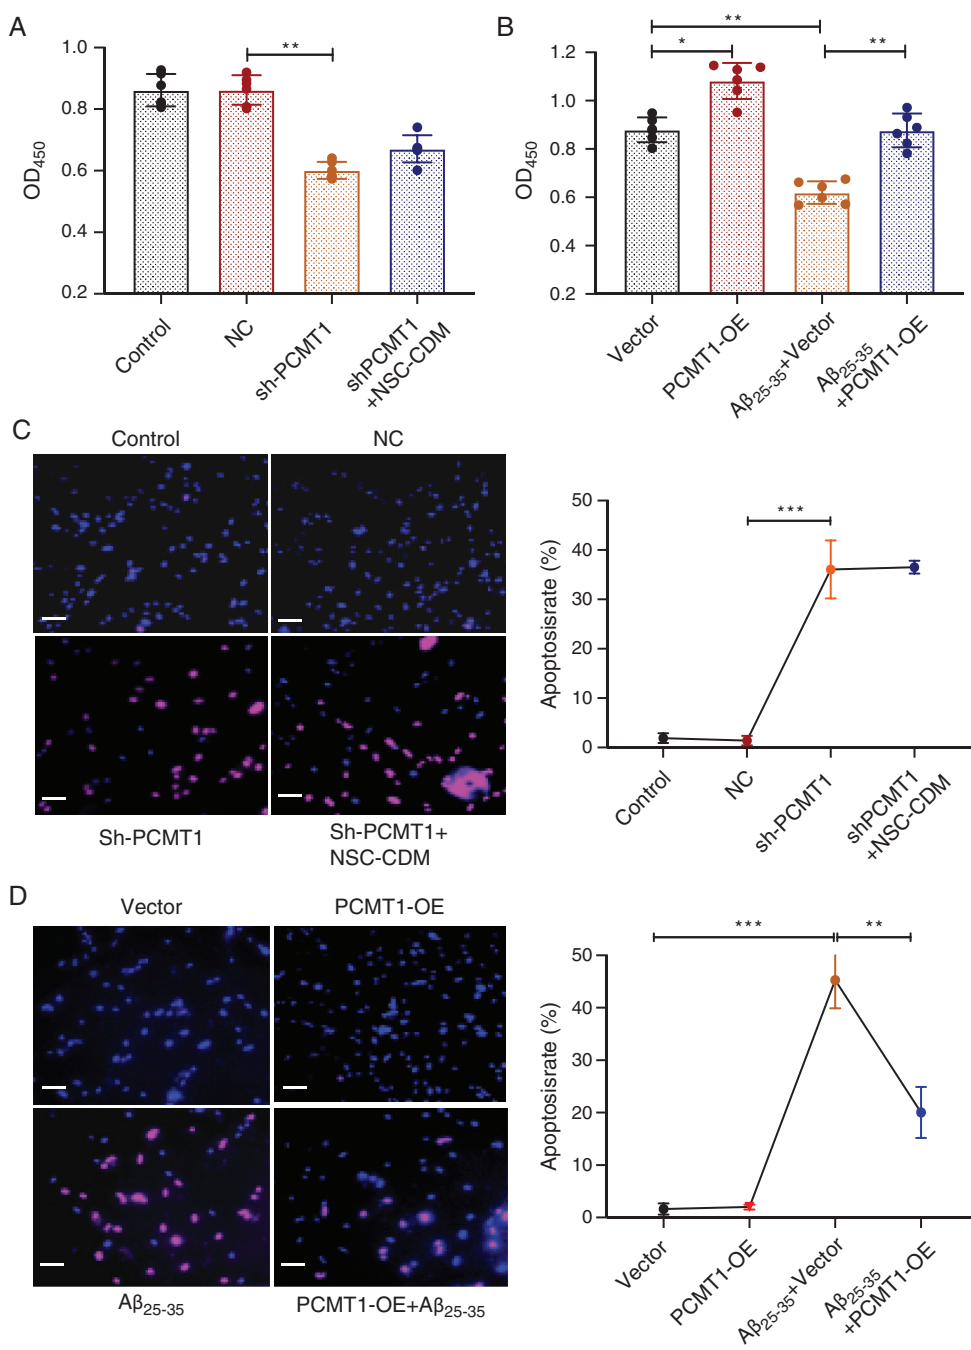 A
1.0
0.8
0.6
0.4
0.2
OD450
**
Control
NC
sh-PCMT1
shPCMT1
+NSC-CDM
B
1.2
1.0
0.8
0.6
0.4
0.2
OD450
**
*
**
Vector
PCMT1-OE
Aβ25-35+Vector
Aβ25-35
+PCMT1-OE
C
Control
NC
Sh-PCMT1
Sh-PCMT1+
NSC-CDM
50
40
30
20
10
0
Apoptosisrate (%)
***
Control
NC
sh-PCMT1
shPCMT1
+NSC-CDM
D
Vector
PCMT1-OE
Aβ25-35
PCMT1-OE+Aβ25-35
50
40
30
20
10
0
Apoptosisrate (%)
***
**
Vector
PCMT1-OE
Aβ25-35+Vector
Aβ25-35
+PCMT1-OE